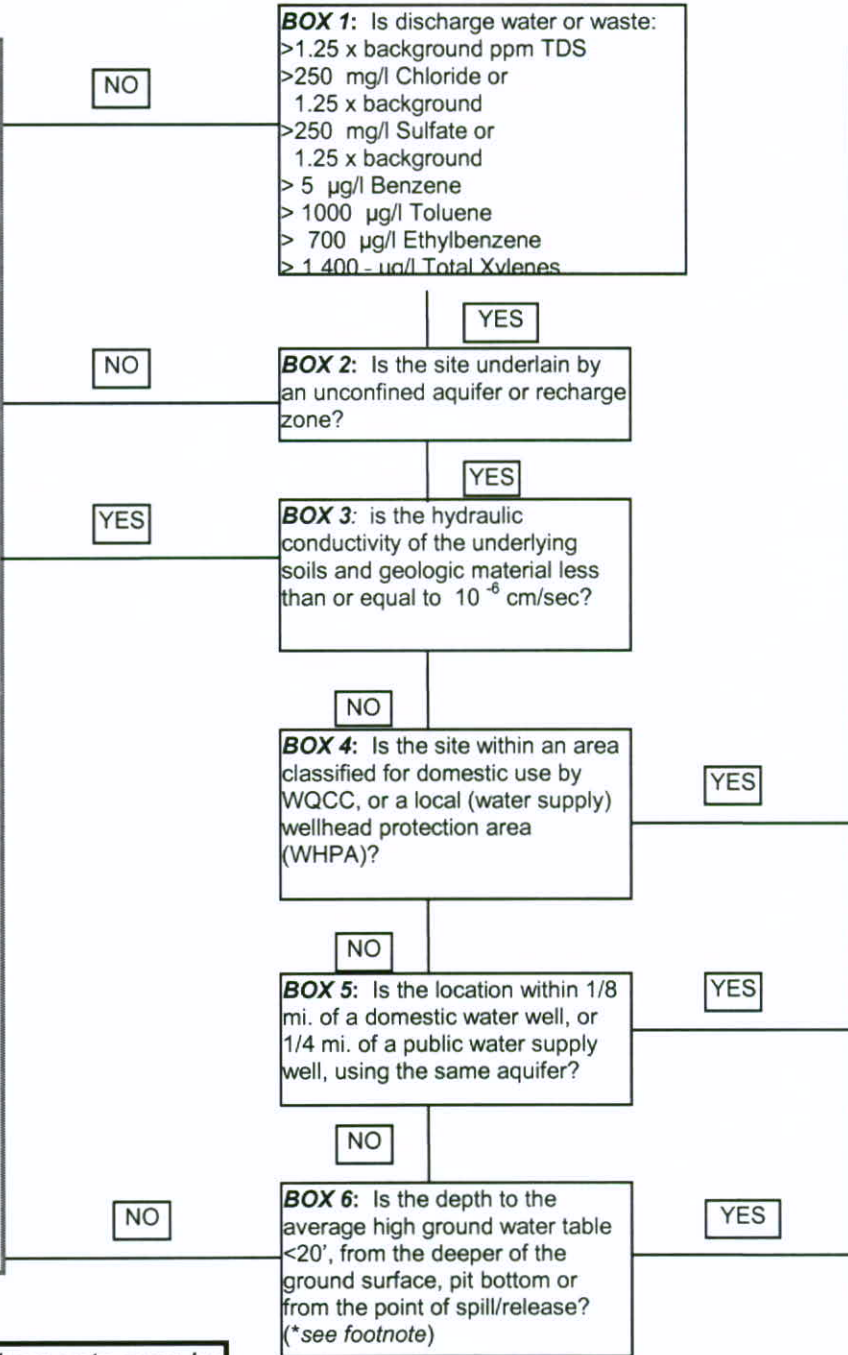 BOX 1: Is discharge water or waste:
>1.25 x background ppm TDS
>250 mg/l Chloride or
1.25 x background
>250 mg/l Sulfate or
1.25 x background
> 5 µg/l Benzene
> 1000 µg/l Toluene
> 700 µg/l Ethylbenzene
> 1 400 - µg/l Total Xylenes
NO
YES
BOX 2: Is the site underlain by
an unconfined aquifer or recharge
zone?
NO
YES
BOX 3: is the hydraulic
conductivity of the underlying
soils and geologic material less
than or equal to 10 -6 cm/sec?
YES
NO
BOX 4: Is the site within an area
classified for domestic use by
WQCC, or a local (water supply)
wellhead protection area
(WHPA)?
YES
NO
BOX 5: Is the location within 1/8
mi. of a domestic water well, or
1/4 mi. of a public water supply
well, using the same aquifer?
YES
NO
BOX 6: Is the depth to the
average high ground water table
<20', from the deeper of the
ground surface, pit bottom or
from the point of spill/release?
(*see footnote)
NO
YES